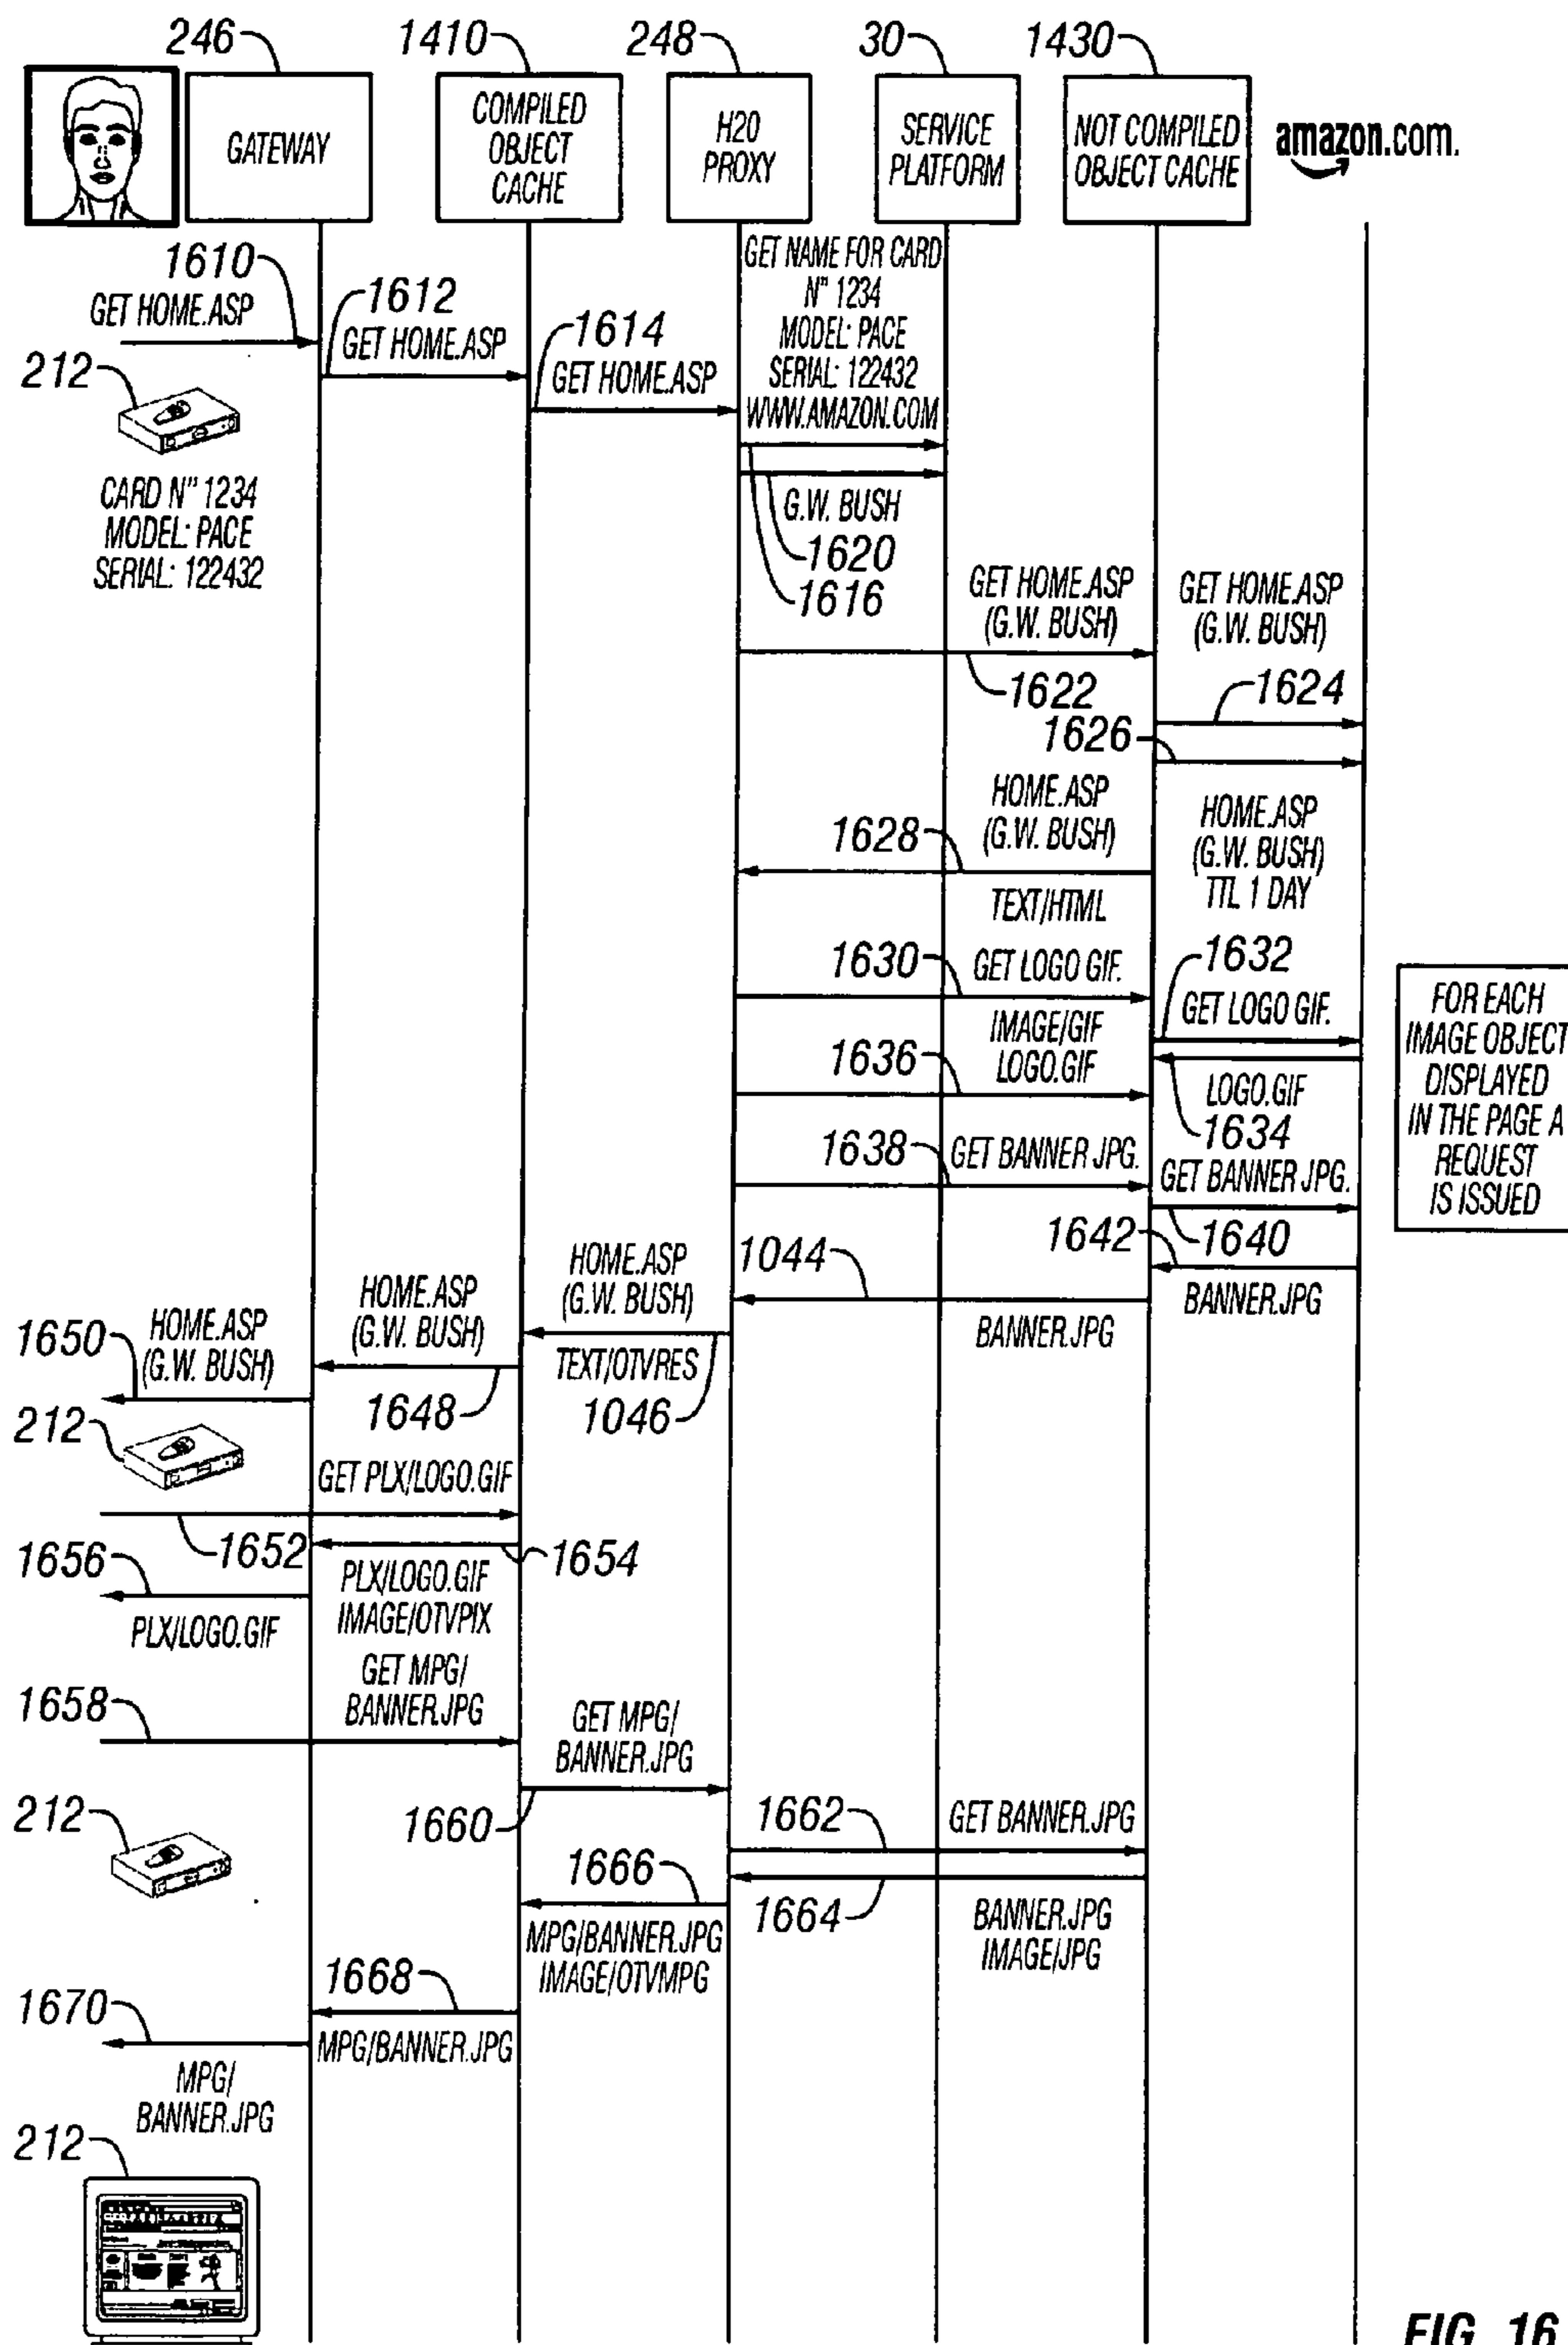 246
1410
248
30
1430
GATEWAY
COMPILED
OBJECT
CACHE
H20
PROXY
SERVICE
PLATFORM
NOT COMPILED
OBJECT CACHE
amazon.com.
1610
GET HOME.ASP
1612
GET HOME.ASP
1614
GET HOME.ASP
GET NAME FOR CARD
N" 1234
MODEL: PACE
SERIAL: 122432
WWW.AMAZON.COM
212
CARD N" 1234
MODEL: PACE
SERIAL: 122432
G.W. BUSH
1620
1616
GET HOME.ASP
(G.W. BUSH)
1622
GET HOME.ASP
(G.W. BUSH)
1624
1626
HOME.ASP
(G.W. BUSH)
1628
TEXT/HTML
HOME.ASP
(G.W. BUSH)
TTL 1 DAY
1630
GET LOGO GIF.
1632
GET LOGO GIF.
IMAGE/GIF
LOGO.GIF
1636
LOGO.GIF
1634
FOR EACH
IMAGE OBJECT
DISPLAYED
IN THE PAGE A
REQUEST
IS ISSUED
1638
GET BANNER JPG.
GET BANNER JPG.
1640
1642
BANNER.JPG
1044
BANNER.JPG
HOME.ASP
(G.W. BUSH)
TEXT/OTVRES
1046
HOME.ASP
(G.W. BUSH)
1648
1650
HOME.ASP
(G.W. BUSH)
212
GET PLX/LOGO.GIF
1652
1654
PLX/LOGO.GIF
IMAGE/OTVPIX
1656
PLX/LOGO.GIF
GET MPG/
BANNER.JPG
1658
GET MPG/
BANNER.JPG
1660
212
1662
GET BANNER.JPG
1664
BANNER.JPG
IMAGE/JPG
1666
MPG/BANNER.JPG
IMAGE/OTVMPG
1668
MPG/BANNER.JPG
1670
MPG/
BANNER.JPG
212
FIG. 16